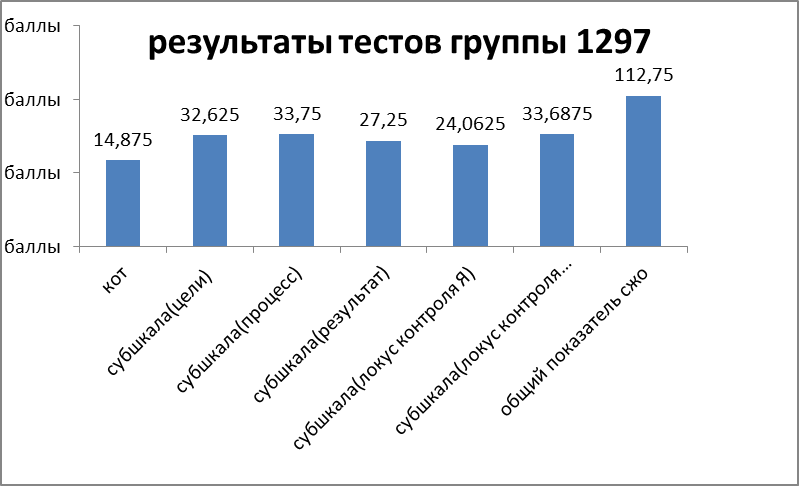 результаты тестов группы 1297
баллы
баллы
баллы
баллы
14,875
32,625
33,75
27,25
24,0625
33,6875
112,75
кот
субшкала(цели)
субшкала(процесс)
субшкала(результат)
субшкала(локус контроля Я)
субшкала(локус контроля...
общий показатель сжо